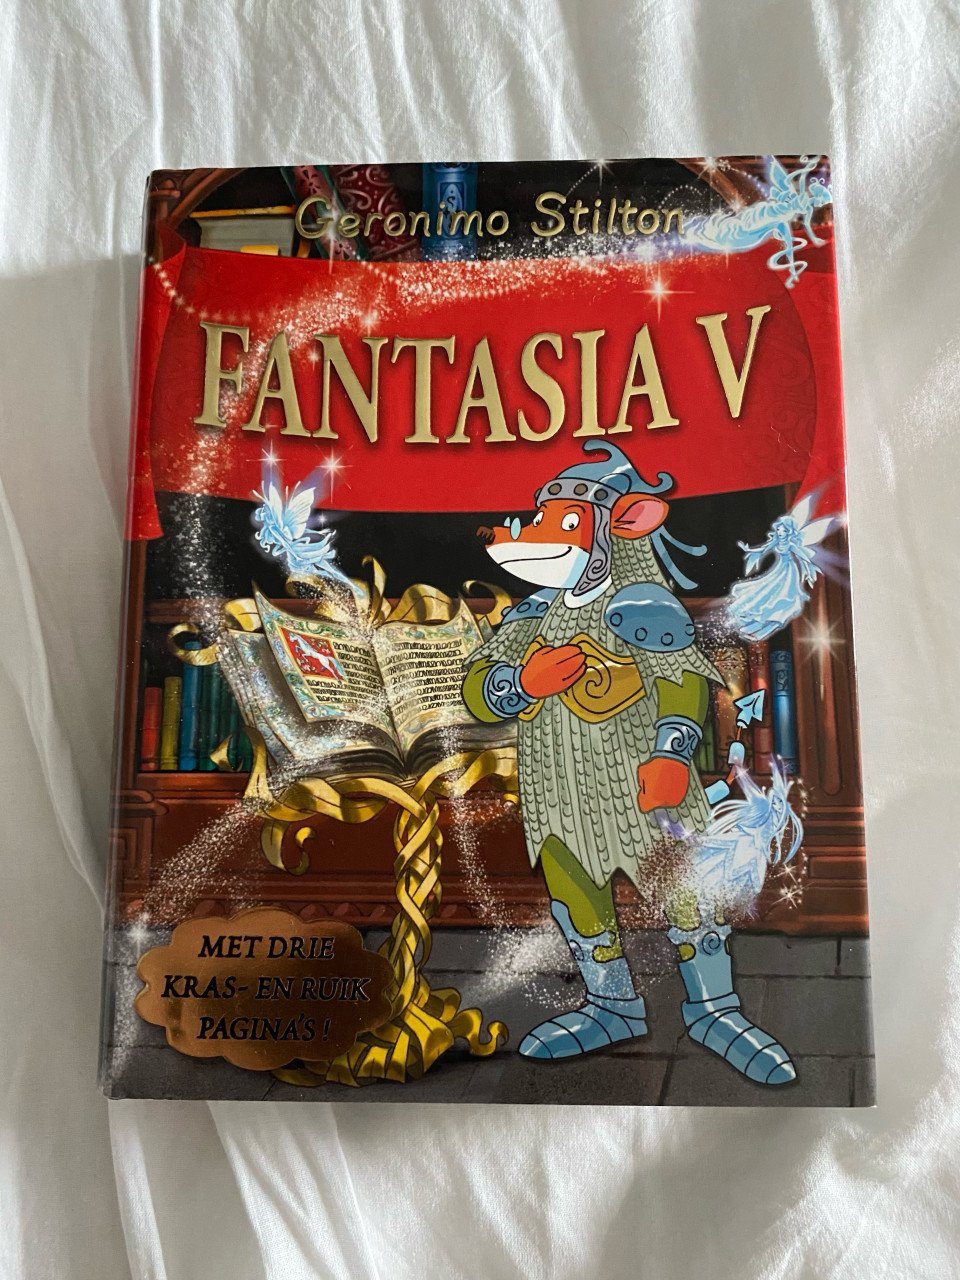 Geronimo Stilton
FANTASIA V
MET DRIE
KRAS- EN RUIK
PAGINA'S!